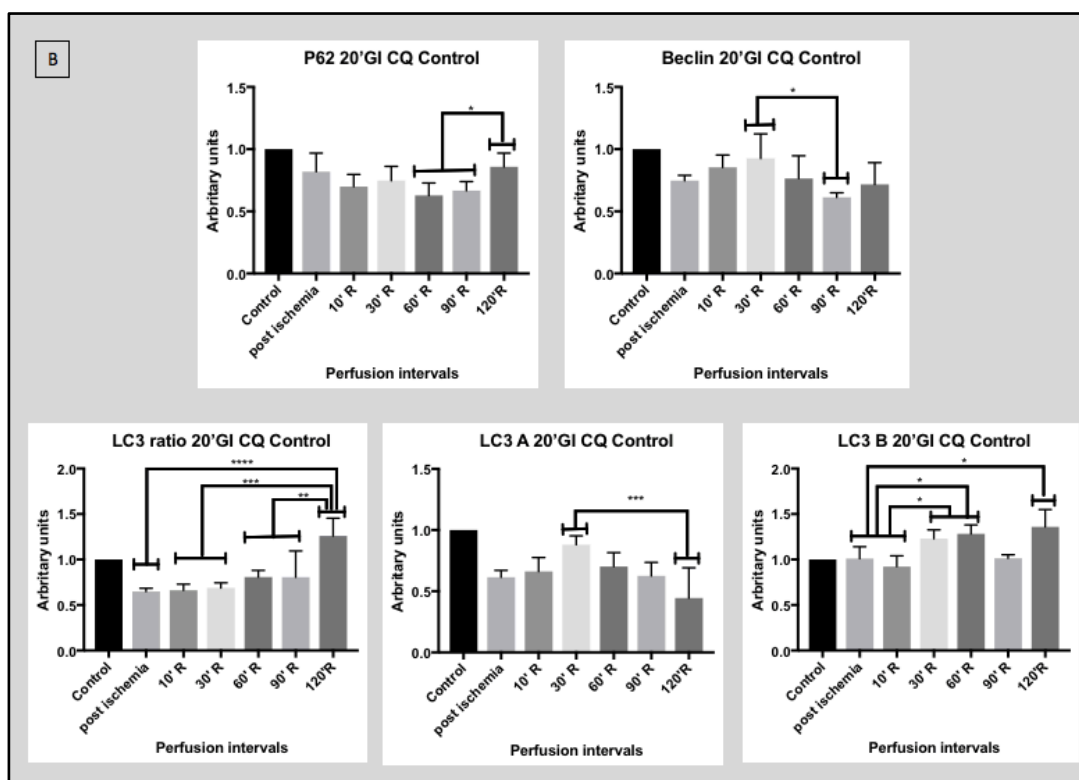 B
P62 20'GI CQ Control
Arbritary units
1.5
1.0
0.5
0.0
*
Control
post ischemia
10' R
30' R
60' R
90' R
120'R
Perfusion intervals
Beclin 20'GI CQ Control
Arbritary units
1.5
1.0
0.5
0.0
*
Control
post ischemia
10' R
30' R
60' R
90' R
120'R
Perfusion intervals
LC3 ratio 20'GI CQ Control
Arbritary units
2.0
1.5
1.0
0.5
0.0
****
***
**
Control
post ischemia
10' R
30' R
60' R
90' R
120'R
Perfusion intervals
LC3 A 20'GI CQ Control
Arbritary units
1.5
1.0
0.5
0.0
***
Control
post ischemia
10' R
30' R
60' R
90' R
120'R
Perfusion intervals
LC3 B 20'GI CQ Control
Arbritary units
2.0
1.5
1.0
0.5
0.0
*
*
*
Control
post ischemia
10' R
30' R
60' R
90' R
120'R
Perfusion intervals